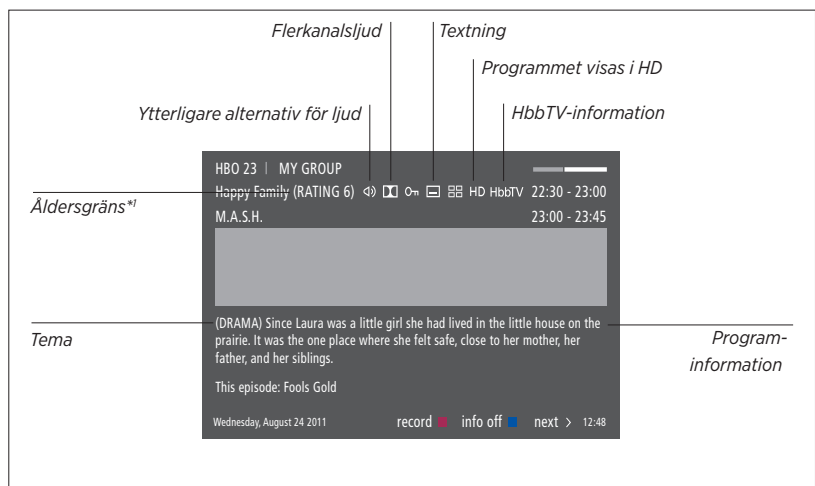 Flerkanalsljud
Textning
Programmet visas i HD
Ytterligare alternativ för ljud
HbbTV-information
HBO 23 | MY GROUP
Happy Family (RATING 6) HD HbbTV 22:30 - 23:00
Åldersgräns*1
M.A.S.H. 23:00 - 23:45
(DRAMA) Since Laura was a little girl she had lived in the little house on the
prairie. It was the one place where she felt safe, close to her mother, her
father, and her siblings.
Tema
Program-
information
This episode: Fools Gold
Wednesday, August 24 2011 record info off next > 12:48